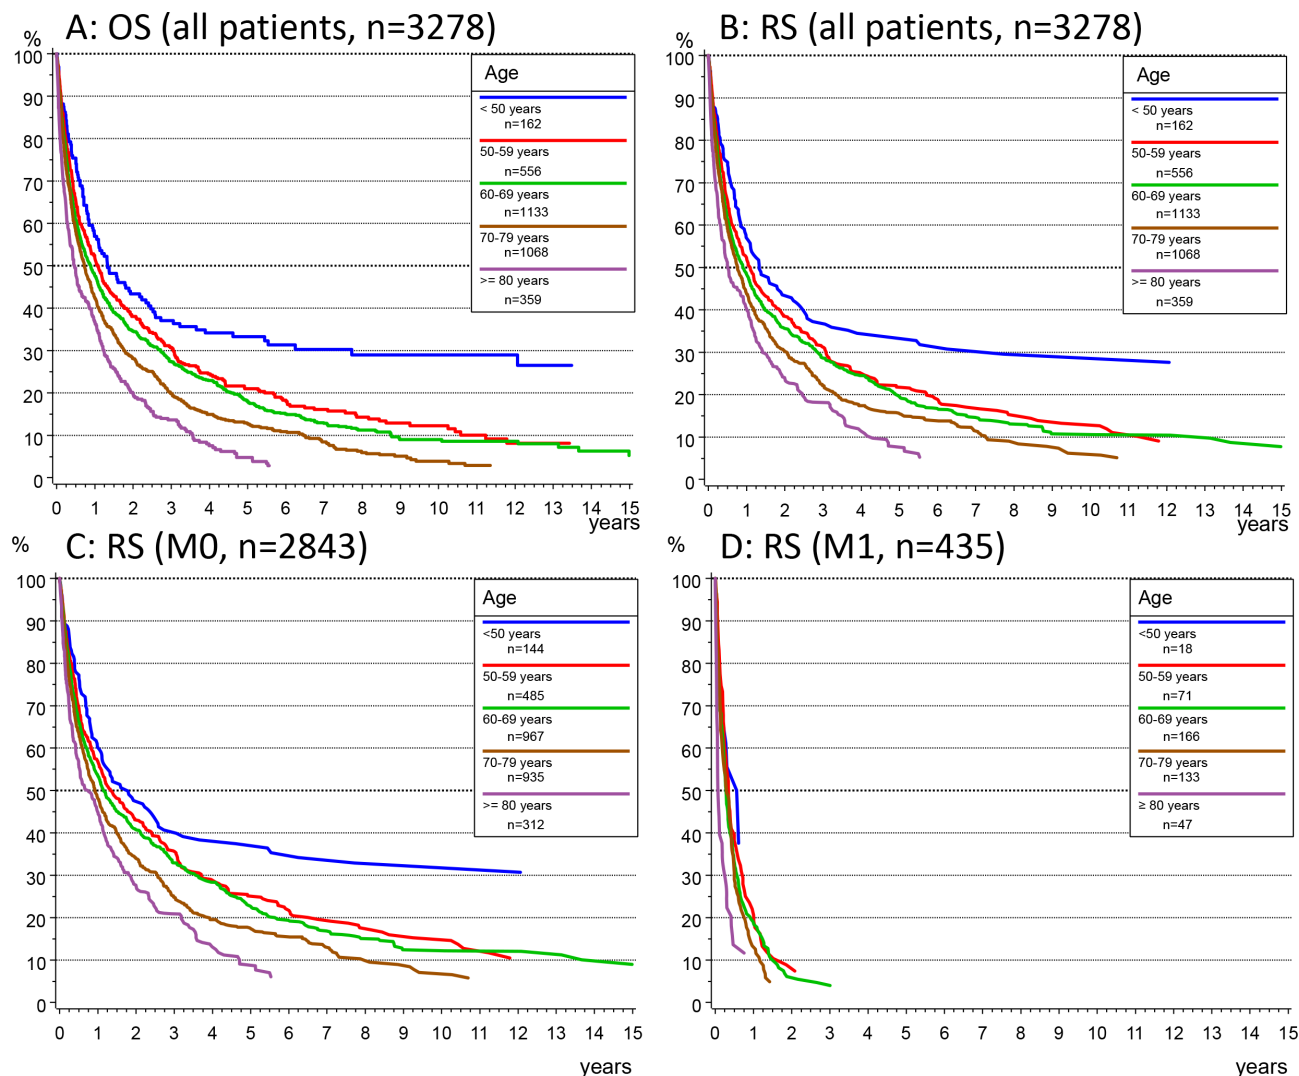 A: OS (all patients, n=3278)
%
100
90
80
70
60
50
40
30
20
10
0
0 1 2 3 4 5 6 7 8 9 10 11 12 13 14 15
years
Age
< 50 years
n=162
50-59 years
n=556
60-69 years
n=1133
70-79 years
n=1068
>= 80 years
n=359
B: RS (all patients, n=3278)
%
100
90
80
70
60
50
40
30
20
10
0
0 1 2 3 4 5 6 7 8 9 10 11 12 13 14 15
years
Age
< 50 years
n=162
50-59 years
n=556
60-69 years
n=1133
70-79 years
n=1068
>= 80 years
n=359
C: RS (M0, n=2843)
%
100
90
80
70
60
50
40
30
20
10
0
0 1 2 3 4 5 6 7 8 9 10 11 12 13 14 15
years
Age
<50 years
n=144
50-59 years
n=485
60-69 years
n=967
70-79 years
n=935
>= 80 years
n=312
D: RS (M1, n=435)
%
100
90
80
70
60
50
40
30
20
10
0
0 1 2 3 4 5 6 7 8 9 10 11 12 13 14 15
years
Age
<50 years
n=18
50-59 years
n=71
60-69 years
n=166
70-79 years
n=133
≥ 80 years
n=47